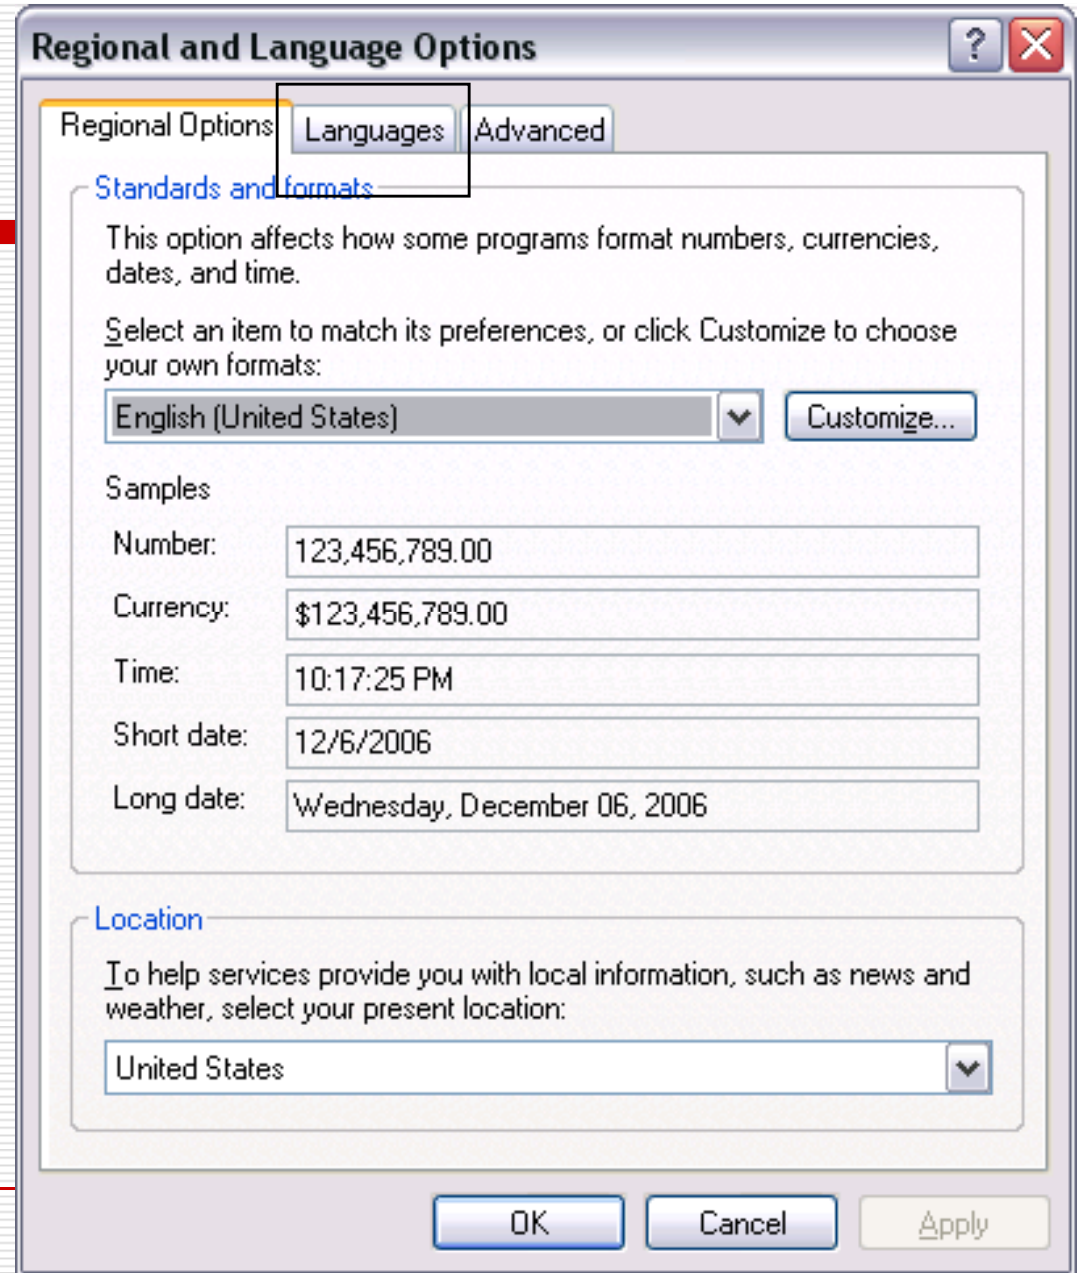 Regional and Language Options
Regional Options Languages Advanced
Standards and formats
This option affects how some programs format numbers, currencies,
dates, and time.
Select an item to match its preferences, or click Customize to choose
your own formats:
English (United States) Customize...
Samples
Number: 123,456,789.00
Currency: $123,456,789.00
Time: 10:17:25 PM
Short date: 12/6/2006
Long date: Wednesday, December 06, 2006
Location
To help services provide you with local information, such as news and
weather, select your present location:
United States
OK Cancel Apply